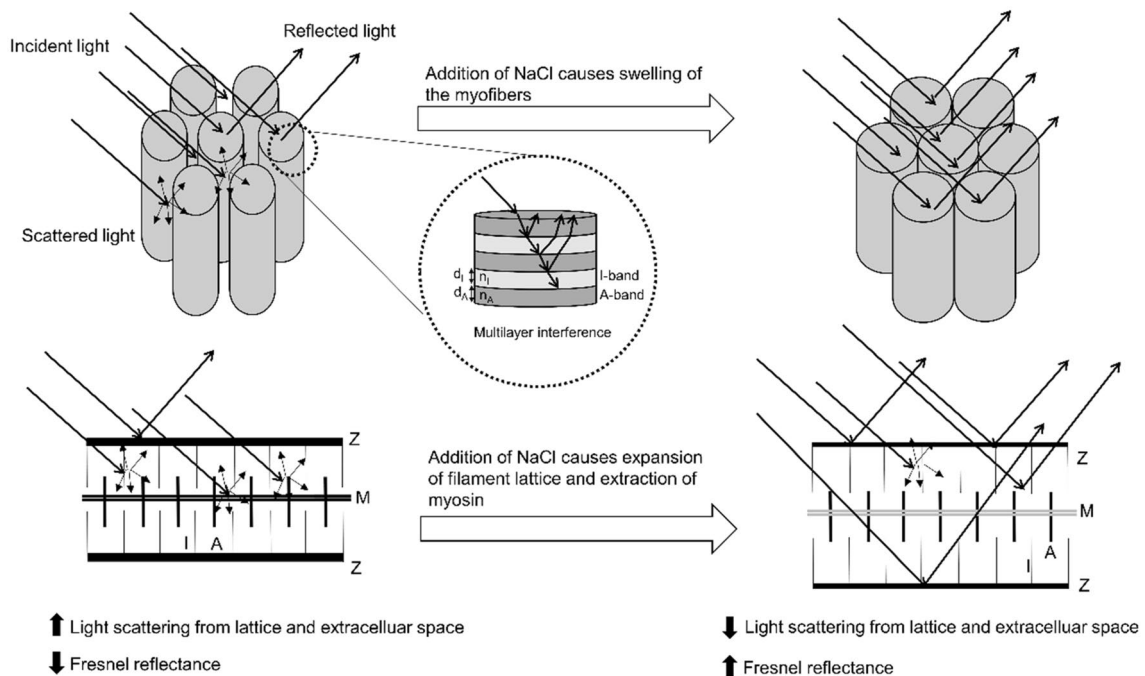 Incident light
Reflected light
Addition of NaCl causes swelling of
the myofibers
Scattered light
d_I
n_I
I-band
d_A
n_A
A-band
Multilayer interference
Z
M
I
A
Z
Addition of NaCl causes expansion
of filament lattice and extraction of
myosin
Z
M
A
I
Z
⬆ Light scattering from lattice and extracelluar space
⬇ Fresnel reflectance
⬇ Light scattering from lattice and extracelluar space
⬆ Fresnel reflectance